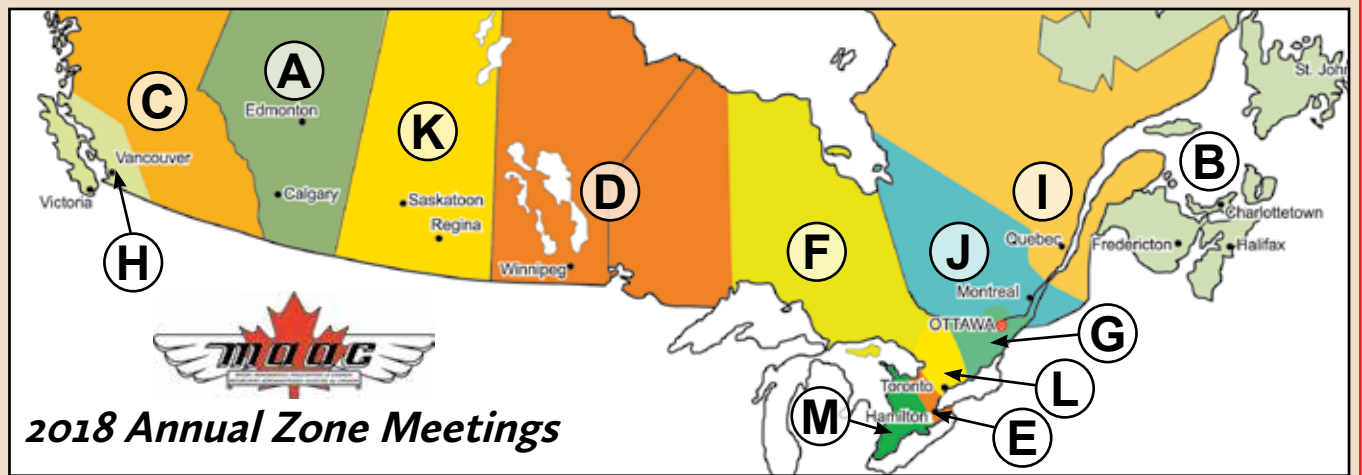 St. John
A
C
Edmonton
K
B
Vancouver
D
I
Victoria
Calgary
Saskatoon
Charlottetown
Regina
Quebec
Fredericton
Halifax
H
F
J
Winnipeg
Montreal
OTTAWA
G
maac
Toronto
L
M
Hamilton
E
2018 Annual Zone Meetings